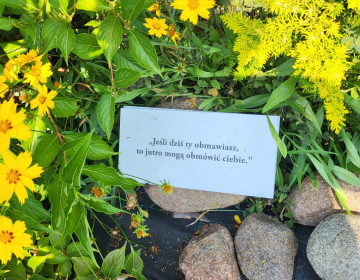 „Jeśli dziś ty obmawiasz,
to jutro mogą obmówić ciebie.”